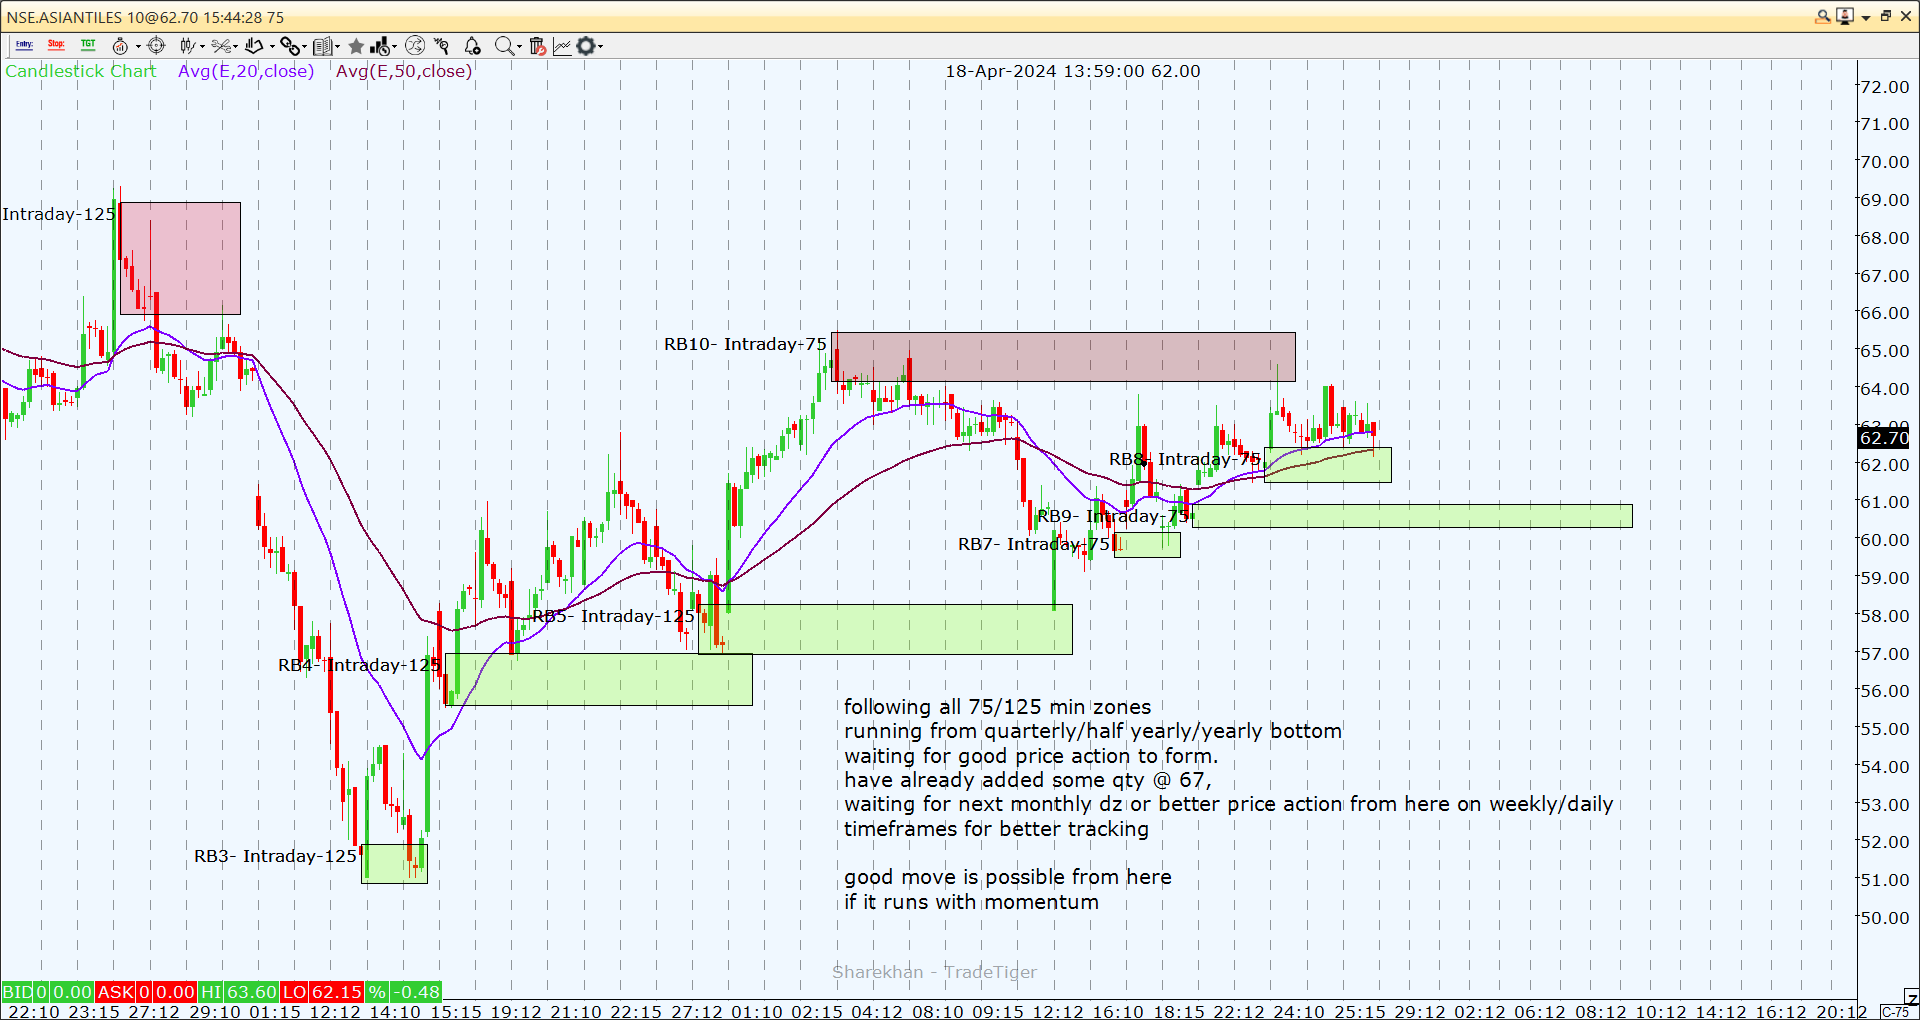 NSE.ASIANTILES 10@62.70 15:44:28 75
Entry: Stop: TGT
Candlestick Chart Avg(E,20,close) Avg(E,50,close)
18-Apr-2024 13:59:00 62.00
72.00
71.00
70.00
69.00
Intraday-125
68.00
67.00
66.00
RB10- Intraday-75
65.00
64.00
62.70
RB8- Intraday-75
62.00
61.00
RB9- Intraday-75
60.00
RB7- Intraday-75
59.00
58.00
RB5- Intraday-125
57.00
RB4- Intraday-125
56.00
55.00
54.00
53.00
52.00
RB3- Intraday-125
51.00
50.00
following all 75/125 min zones
running from quarterly/half yearly/yearly bottom
waiting for good price action to form.
have already added some qty @ 67,
waiting for next monthly dz or better price action from here on weekly/daily
timeframes for better tracking
good move is possible from here
if it runs with momentum
Sharekhan - TradeTiger
BID 0 0.00 ASK 0 0.00 HI 63.60 LO 62.15 % -0.48
Z
22:10 23:15 27:12 29:10 01:15 12:12 14:10 15:15 19:12 21:10 22:15 27:12 01:10 02:15 04:12 08:10 09:15 12:12 16:10 18:15 22:12 24:10 25:15 29:12 02:12 06:12 08:12 10:12 14:12 16:12 20:12 C-75